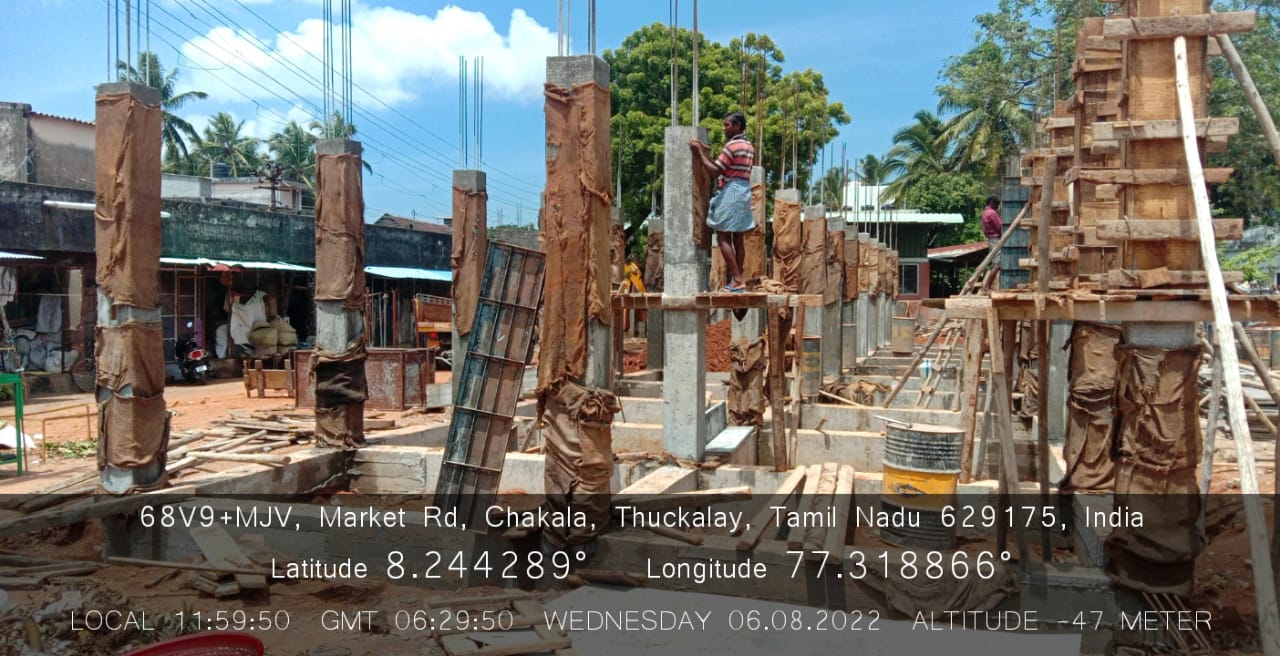 68V9+MJV, Market Rd, Chakala, Thuckalay, Tamil Nadu 629175, India
Latitude 8.244289° Longitude 77.318866°
LOCAL 11:59:50 GMT 06:29:50 WEDNESDAY 06.08.2022 ALTITUDE -47 METER